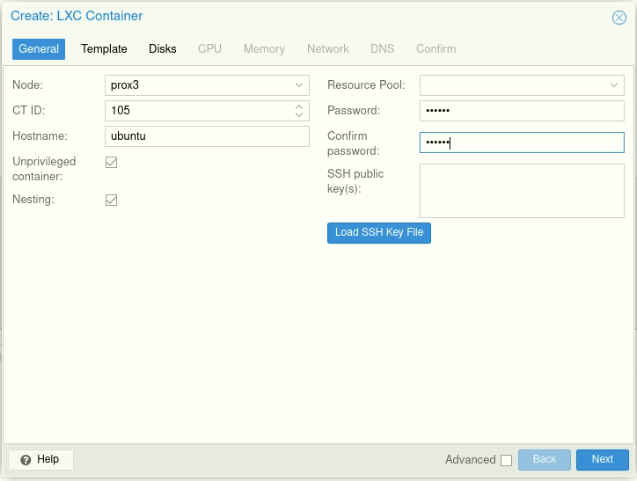 Create: LXC Container
General Template Disks CPU Memory Network DNS Confirm
Node: prox3 Resource Pool:
CT ID: 105 Password: ••••••
Hostname: ubuntu Confirm password: ••••••
Unprivileged container: SSH public key(s):
Nesting:
Load SSH Key File
Help Advanced Back Next